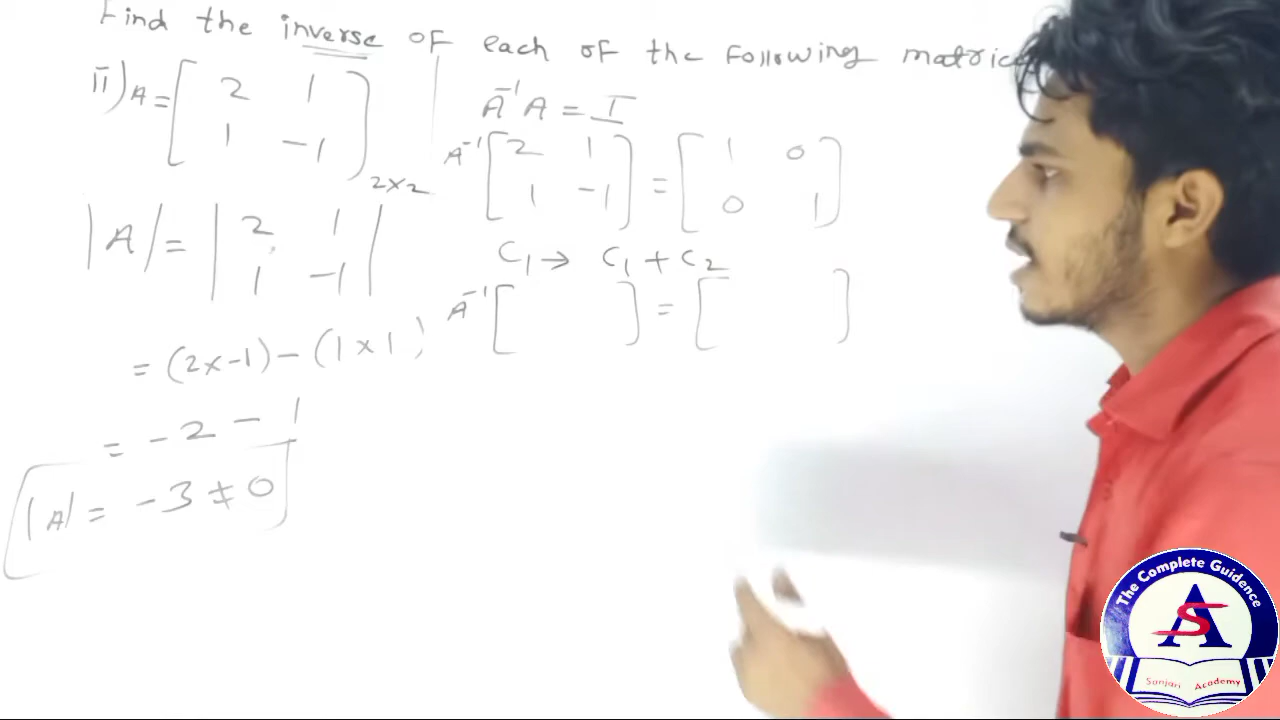 Find the inverse of each of the following
ii) A = [ 2 1
1 -1 ] 2×2
|A| = | 2 1
1 -1 |
= (2×-1) - (1×1)
= -2 - 1
|A| = -3 ≠ 0
A⁻¹A = I
A⁻¹ [ 2 1 = [ 1 0
1 -1 ] 0 1 ]
C₁ → C₁ + C₂
A⁻¹ [ ] = [ ]
The Complete Guidence
SA
Sanjari Academy